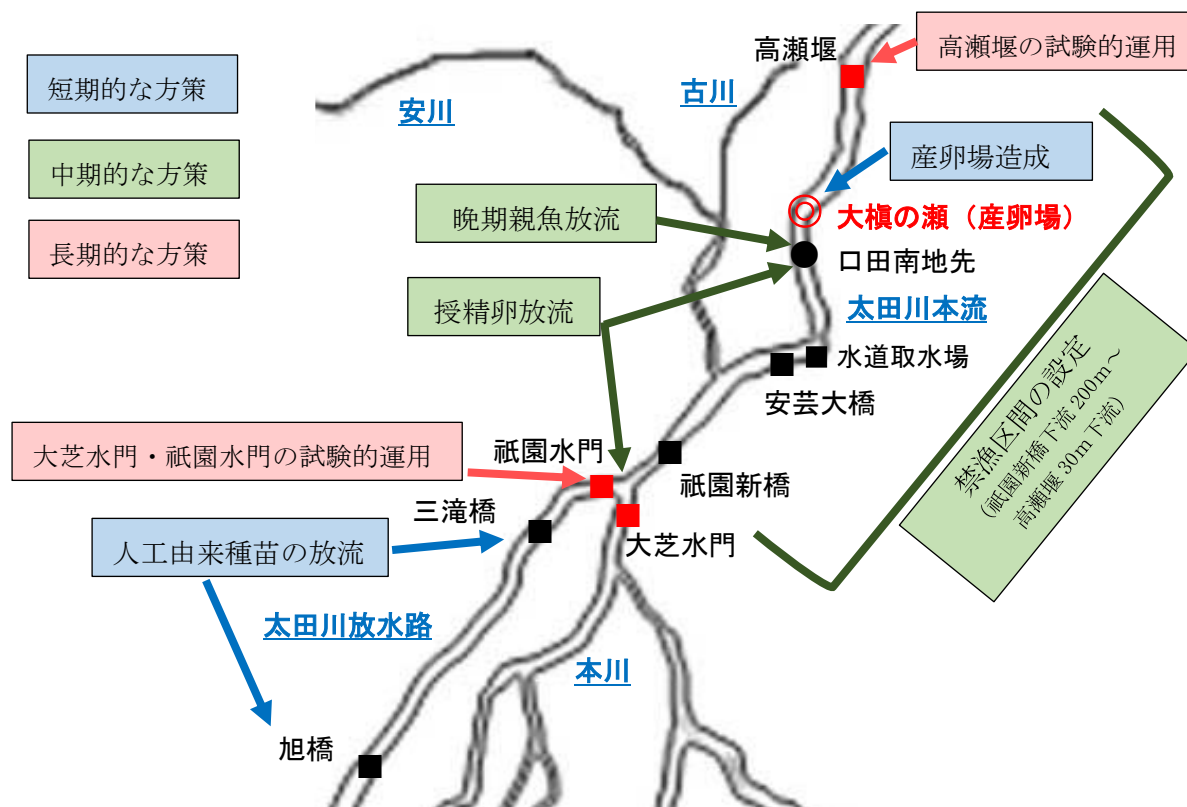 短期的な方策
中期的な方策
長期的な方策
高瀬堰
高瀬堰の試験的運用
安川
古川
産卵場造成
晩期親魚放流
大槇の瀬（産卵場）
口田南地先
授精卵放流
太田川本流
水道取水場
安芸大橋
禁漁区間の設定
（祇園新橋下流 200m～
高瀬堰 30m 下流）
大芝水門・祇園水門の試験的運用
祇園水門
祇園新橋
三滝橋
大芝水門
人工由来種苗の放流
太田川放水路
本川
旭橋